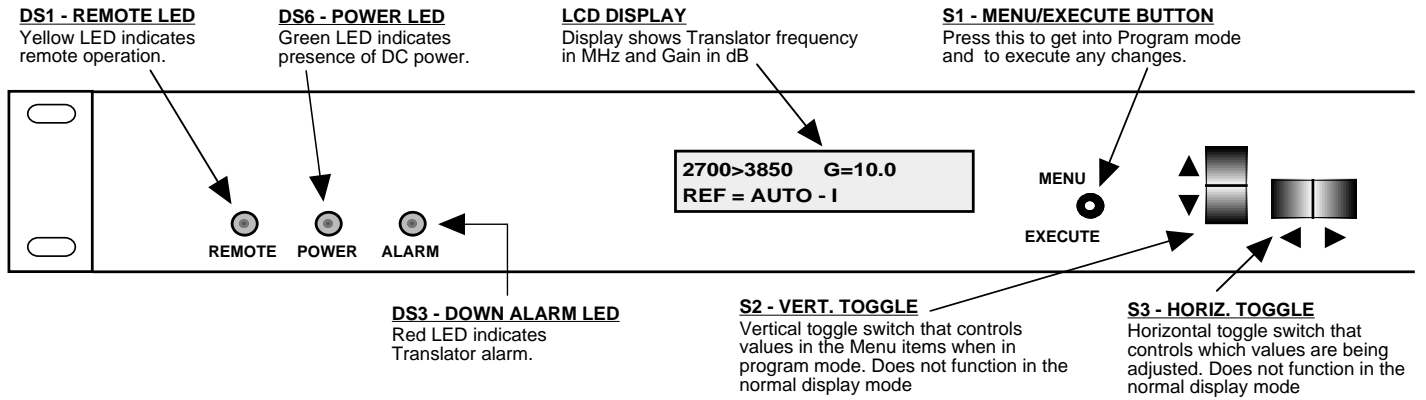 DS1 - REMOTE LED
Yellow LED indicates
remote operation.
DS6 - POWER LED
Green LED indicates
presence of DC power.
LCD DISPLAY
Display shows Translator frequency
in MHz and Gain in dB
S1 - MENU/EXECUTE BUTTON
Press this to get into Program mode
and to execute any changes.
2700>3850 G=10.0
REF = AUTO - I
MENU
EXECUTE
REMOTE POWER ALARM
DS3 - DOWN ALARM LED
Red LED indicates
Translator alarm.
S2 - VERT. TOGGLE
Vertical toggle switch that controls
values in the Menu items when in
program mode. Does not function in the
normal display mode
S3 - HORIZ. TOGGLE
Horizontal toggle switch that
controls which values are being
adjusted. Does not function in the
normal display mode